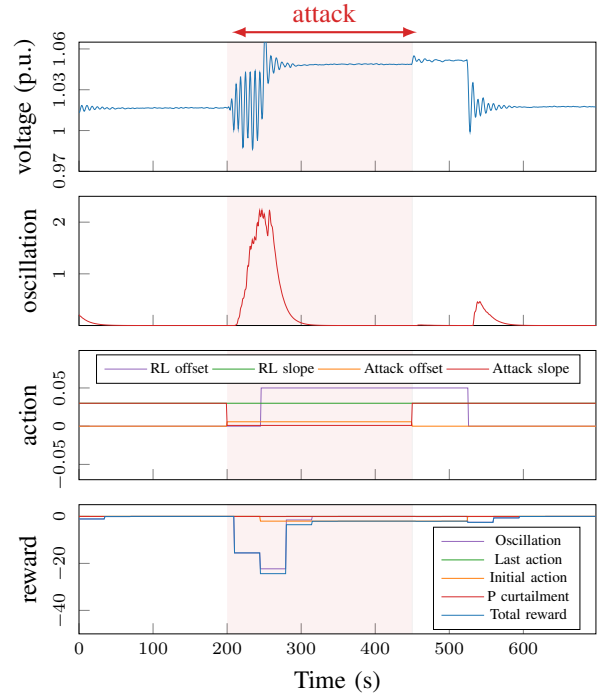 attack
voltage (p.u.)
1.06
1.03
1
0.97
oscillation
2
1
action
RL offset RL slope Attack offset Attack slope
0.05
0
−0.05
reward
0
−20
−40
Oscillation
Last action
Initial action
P curtailment
Total reward
0 100 200 300 400 500 600
Time (s)